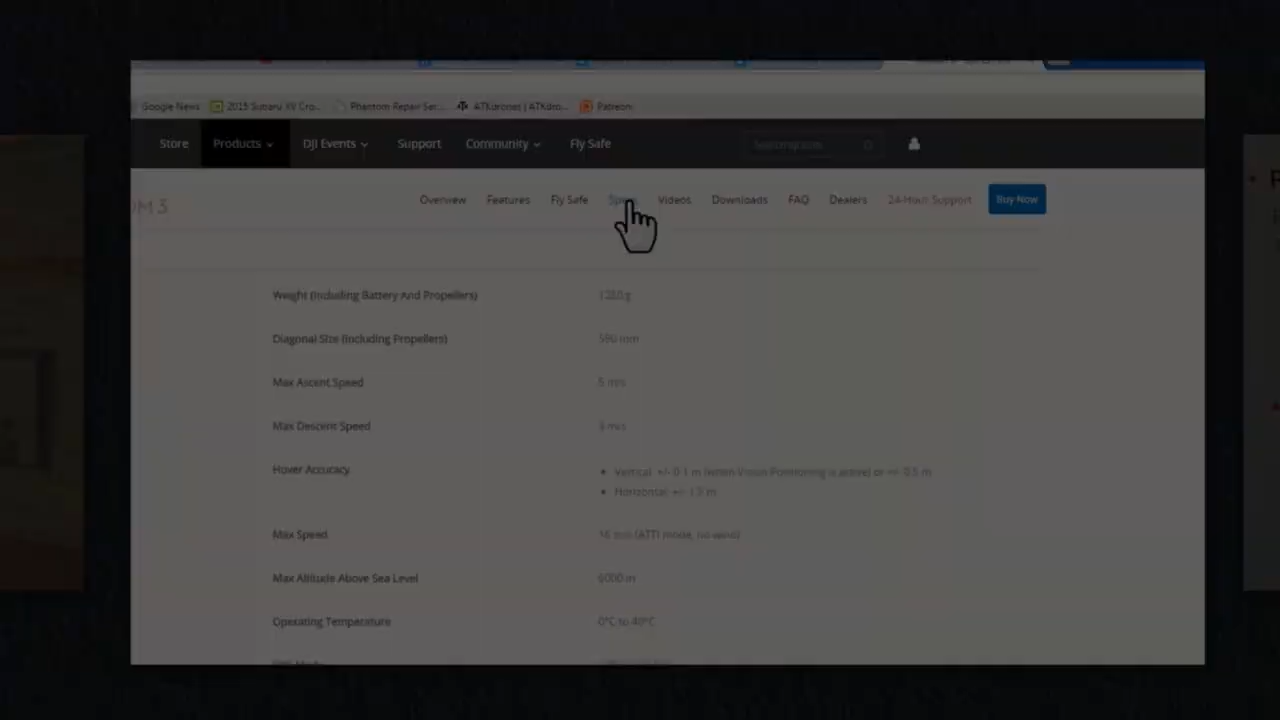 Google News 2015 Subaru XV Cro... Phantom Repair Ser... ATKdrones | ATKdro... Patreon
Store Products DJI Events Support Community Fly Safe
OM 3 Overview Features Fly Safe Specs Videos Downloads FAQ Dealers 24-Hour Support Buy Now
Weight (Including Battery And Propellers) 1280 g
Diagonal Size (Including Propellers) 590 mm
Max Ascent Speed 5 m/s
Max Descent Speed 3 m/s
Hover Accuracy • Vertical: +/- 0.1 m (when Vision Positioning is active) or +/- 0.5 m
• Horizontal: +/- 1.5 m
Max Speed 16 m/s (ATTI mode, no wind)
Max Altitude Above Sea Level 6000 m
Operating Temperature 0°C to 40°C